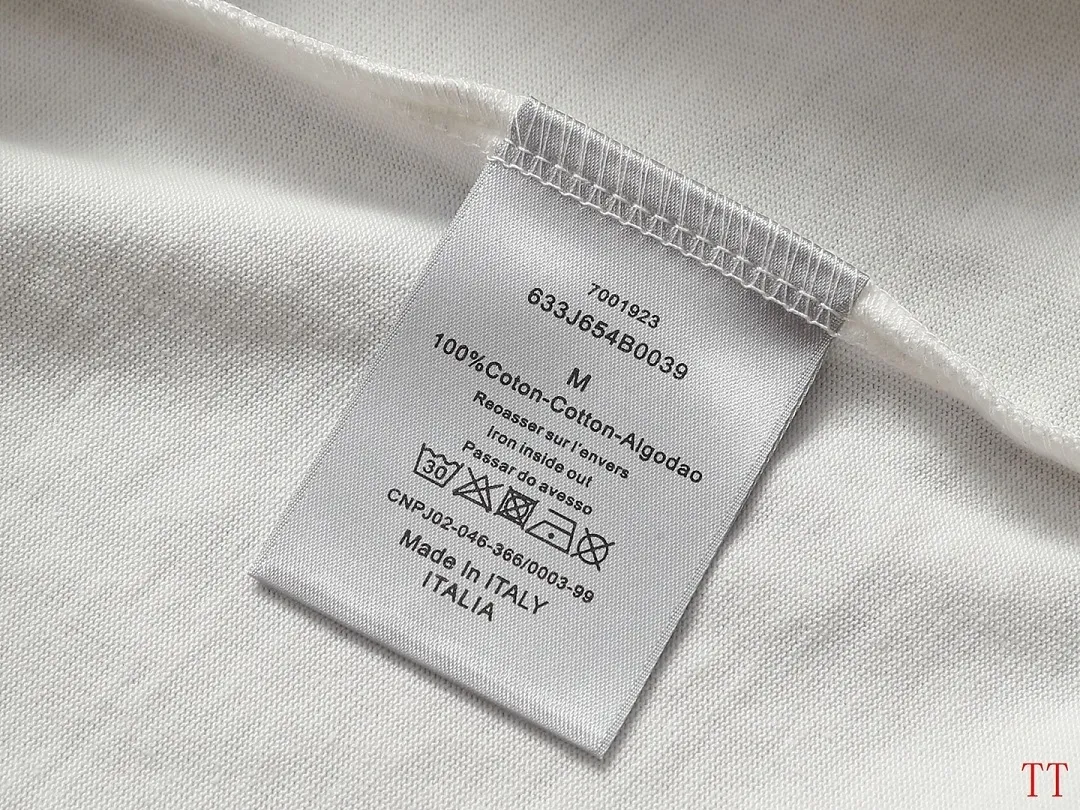 7001923
633J654B0039
M
100%Coton-Cotton-Algodao
Reoasser sur l'envers
Iron inside out
Passar do avesso
30
CNPJ02-046-366/0003-99
Made In ITALY
ITALIA
TT